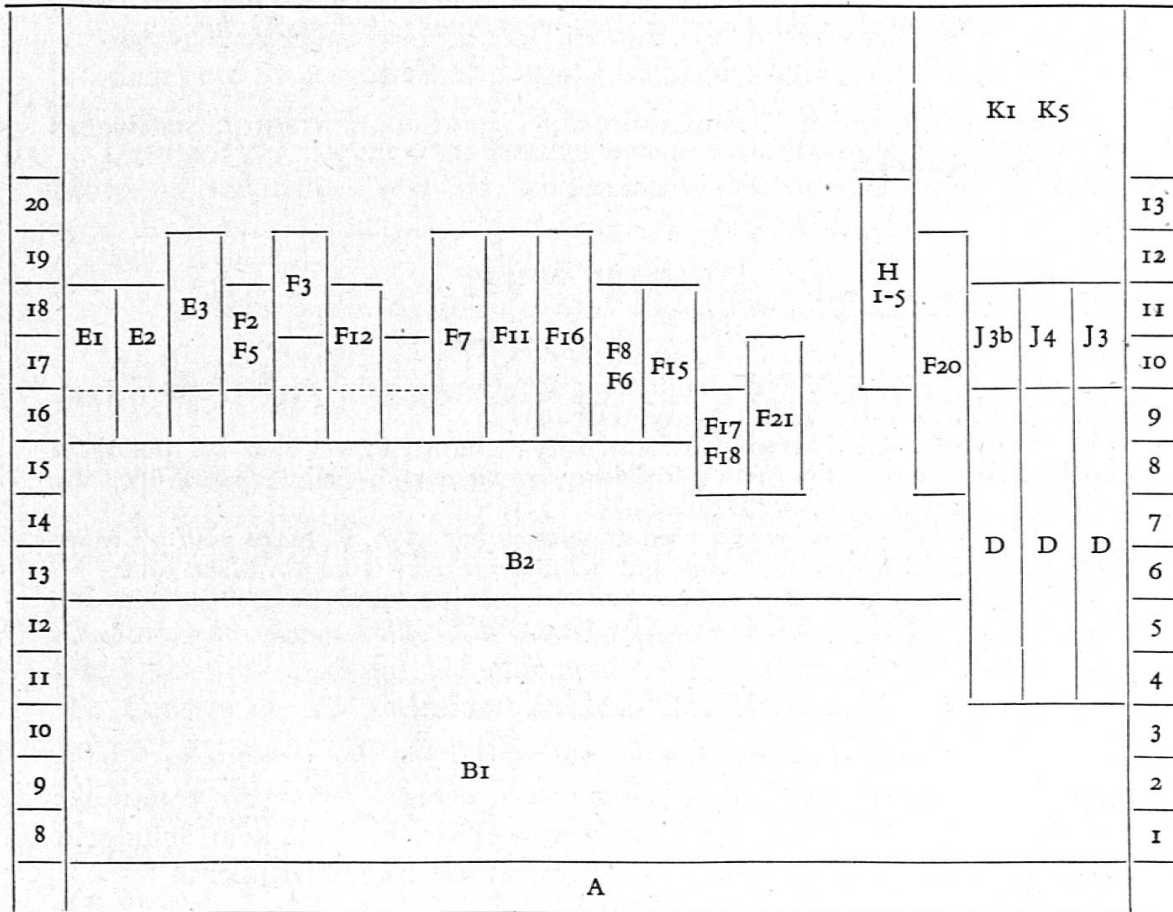 K1 K5
20 13
19 12
F3 H
E3 1-5
18 11
F2
E1 E2 F12 F7 F11 F16 J3b J4 J3
F5 F8
17 F15 F20 10
F6
16 F17 F21 9
F18
15 8
14 7
D D D
13 B2 6
12 5
11 4
10 3
B1
9 2
8 1
A